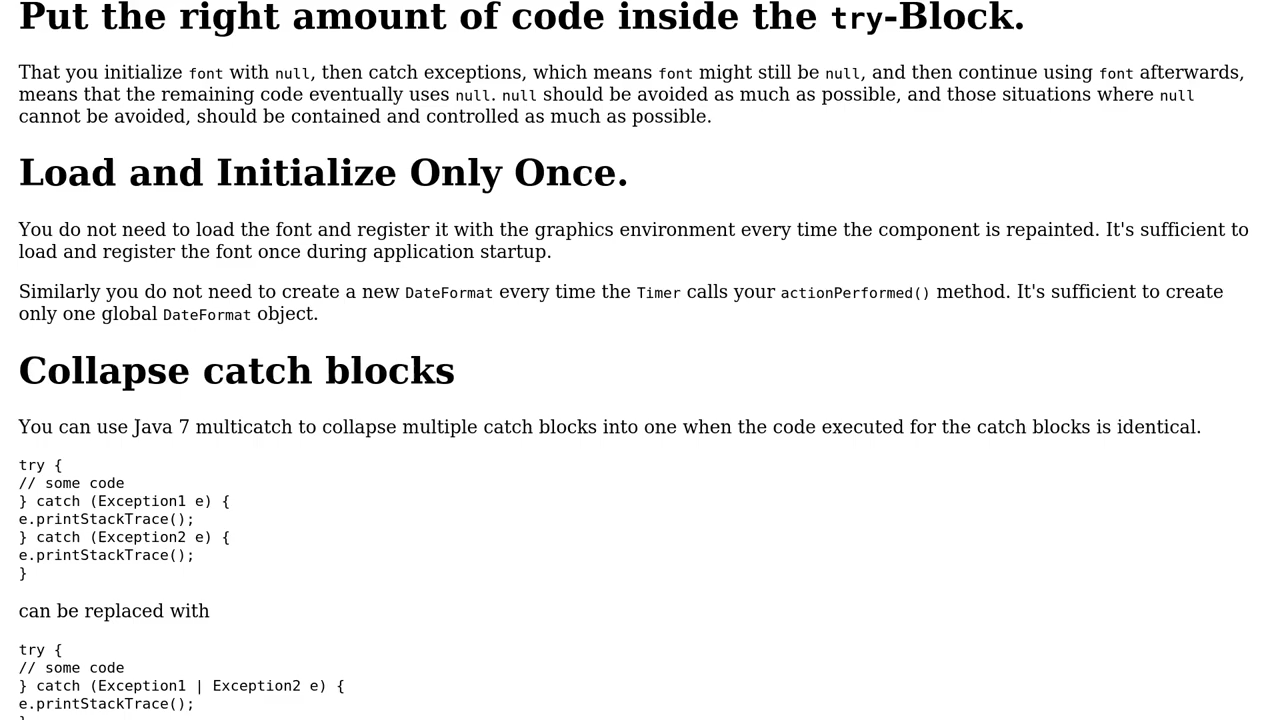 Put the right amount of code inside the try-Block.
That you initialize font with null, then catch exceptions, which means font might still be null, and then continue using font afterwards,
means that the remaining code eventually uses null. null should be avoided as much as possible, and those situations where null
cannot be avoided, should be contained and controlled as much as possible.
Load and Initialize Only Once.
You do not need to load the font and register it with the graphics environment every time the component is repainted. It's sufficient to
load and register the font once during application startup.
Similarly you do not need to create a new DateFormat every time the Timer calls your actionPerformed() method. It's sufficient to create
only one global DateFormat object.
Collapse catch blocks
You can use Java 7 multicatch to collapse multiple catch blocks into one when the code executed for the catch blocks is identical.
try {
// some code
} catch (Exception1 e) {
e.printStackTrace();
} catch (Exception2 e) {
e.printStackTrace();
}
can be replaced with
try {
// some code
} catch (Exception1 | Exception2 e) {
e.printStackTrace();
}